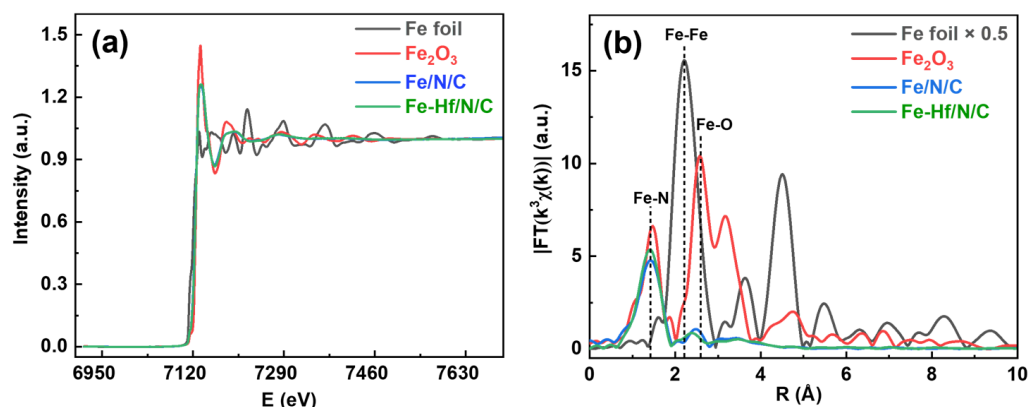 (a)
Fe foil
Fe₂O₃
Fe/N/C
Fe-Hf/N/C
Intensity (a.u.)
1.5
1.2
0.9
0.6
0.3
0.0
6950 7120 7290 7460 7630
E (eV)
(b)
Fe foil × 0.5
Fe₂O₃
Fe/N/C
Fe-Hf/N/C
Fe-Fe
Fe-O
Fe-N
|FT(k³χ(k))| (a.u.)
15
10
5
0
0 2 4 6 8 10
R (Å)